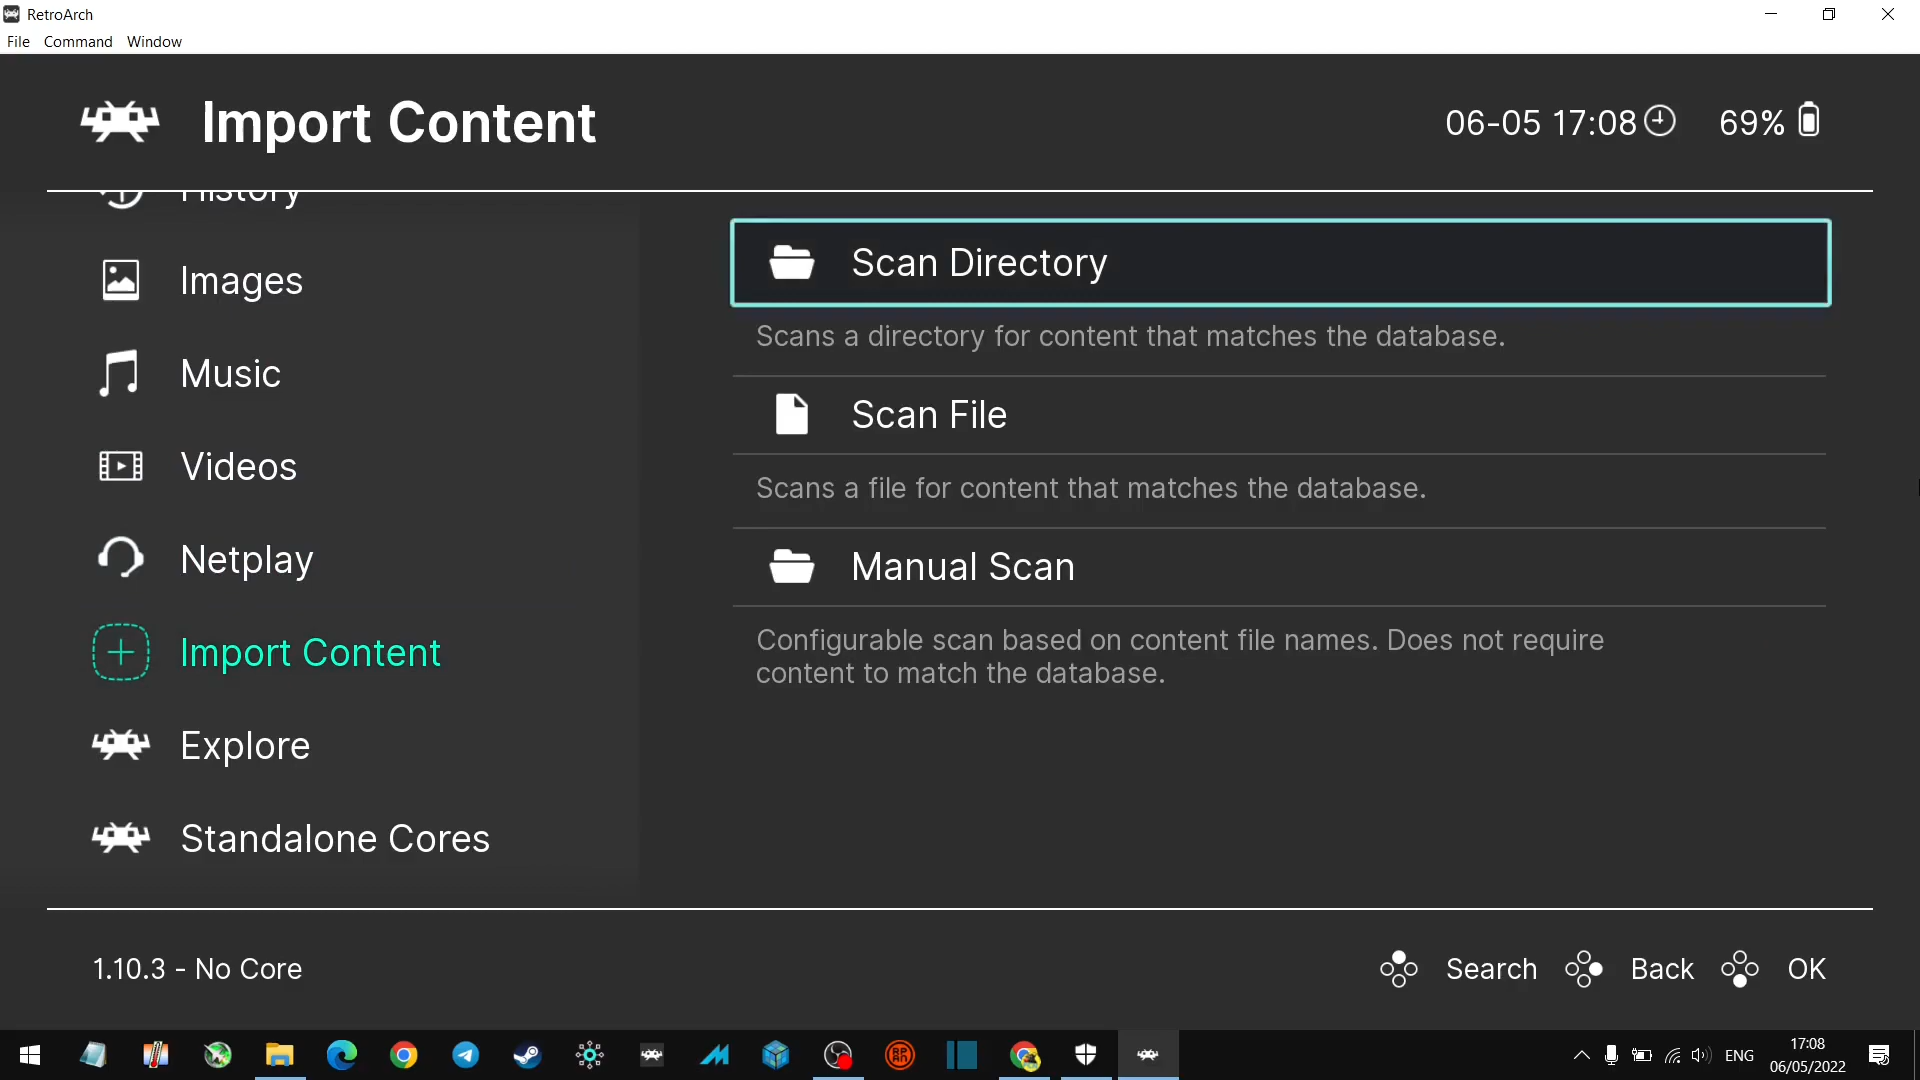 RetroArch
File Command Window
Import Content
06-05 17:08 69%
History
Images
Music
Videos
Netplay
Import Content
Explore
Standalone Cores
Scan Directory
Scans a directory for content that matches the database.
Scan File
Scans a file for content that matches the database.
Manual Scan
Configurable scan based on content file names. Does not require
content to match the database.
1.10.3 - No Core
Search Back OK
ENG
17:08
06/05/2022